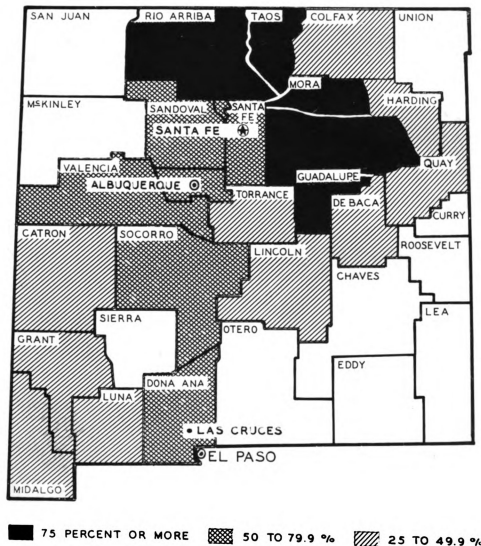 SAN JUAN
RIO ARRIBA
TAOS
COLFAX
UNION
MORA
McKINLEY
SANDOVAL
SANTA FE
HARDING
SANTA FE
VALENCIA
ALBUQUERQUE
GUADALUPE
QUAY
TORRANCE
DE BACA
CURRY
CATRON
SOCORRO
ROOSEVELT
LINCOLN
CHAVES
SIERRA
OTERO
LEA
GRANT
EDDY
DONA ANA
LUNA
LAS CRUCES
EL PASO
MIDALGO
75 PERCENT OR MORE
50 TO 79.9 %
25 TO 49.9 %